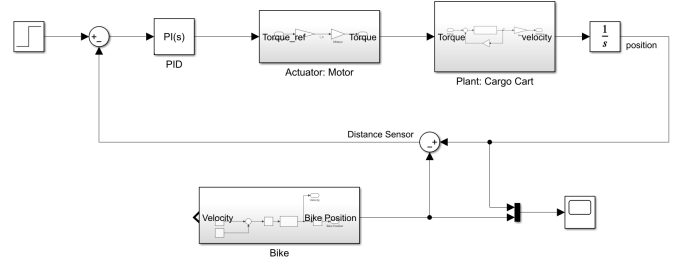 PI(s)
PID
Torque_ref
Torque
Actuator: Motor
Torque
velocity
Plant: Cargo Cart
1
s
position
Distance Sensor
Velocity
Bike Position
Bike